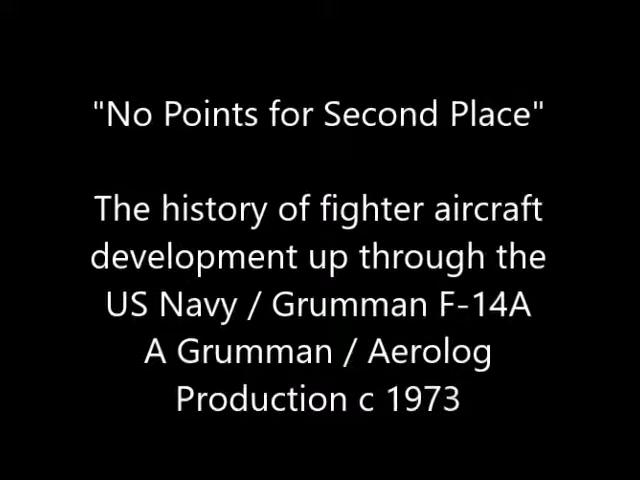 "No Points for Second Place"
The history of fighter aircraft
development up through the
US Navy / Grumman F-14A
A Grumman / Aerolog
Production c 1973